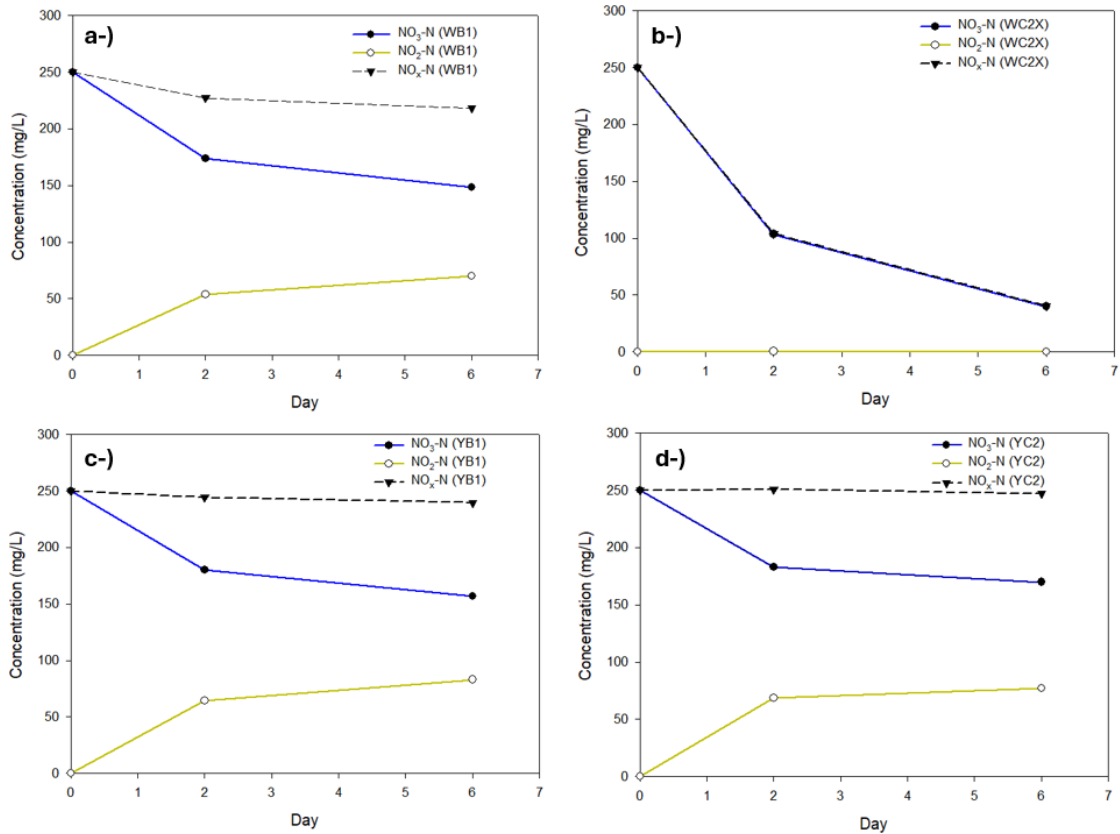 a-)
NO₃-N (WB1)
NO₂-N (WB1)
NOₓ-N (WB1)
300
250
200
150
100
50
0
Concentration (mg/L)
0 1 2 3 4 5 6 7
Day
b-)
NO₃-N (WC2X)
NO₂-N (WC2X)
NOₓ-N (WC2X)
300
250
200
150
100
50
0
Concentration (mg/L)
0 1 2 3 4 5 6 7
Day
c-)
NO₃-N (YB1)
NO₂-N (YB1)
NOₓ-N (YB1)
300
250
200
150
100
50
0
Concentration (mg/L)
0 1 2 3 4 5 6 7
Day
d-)
NO₃-N (YC2)
NO₂-N (YC2)
NOₓ-N (YC2)
300
250
200
150
100
50
0
Concentration (mg/L)
0 1 2 3 4 5 6 7
Day